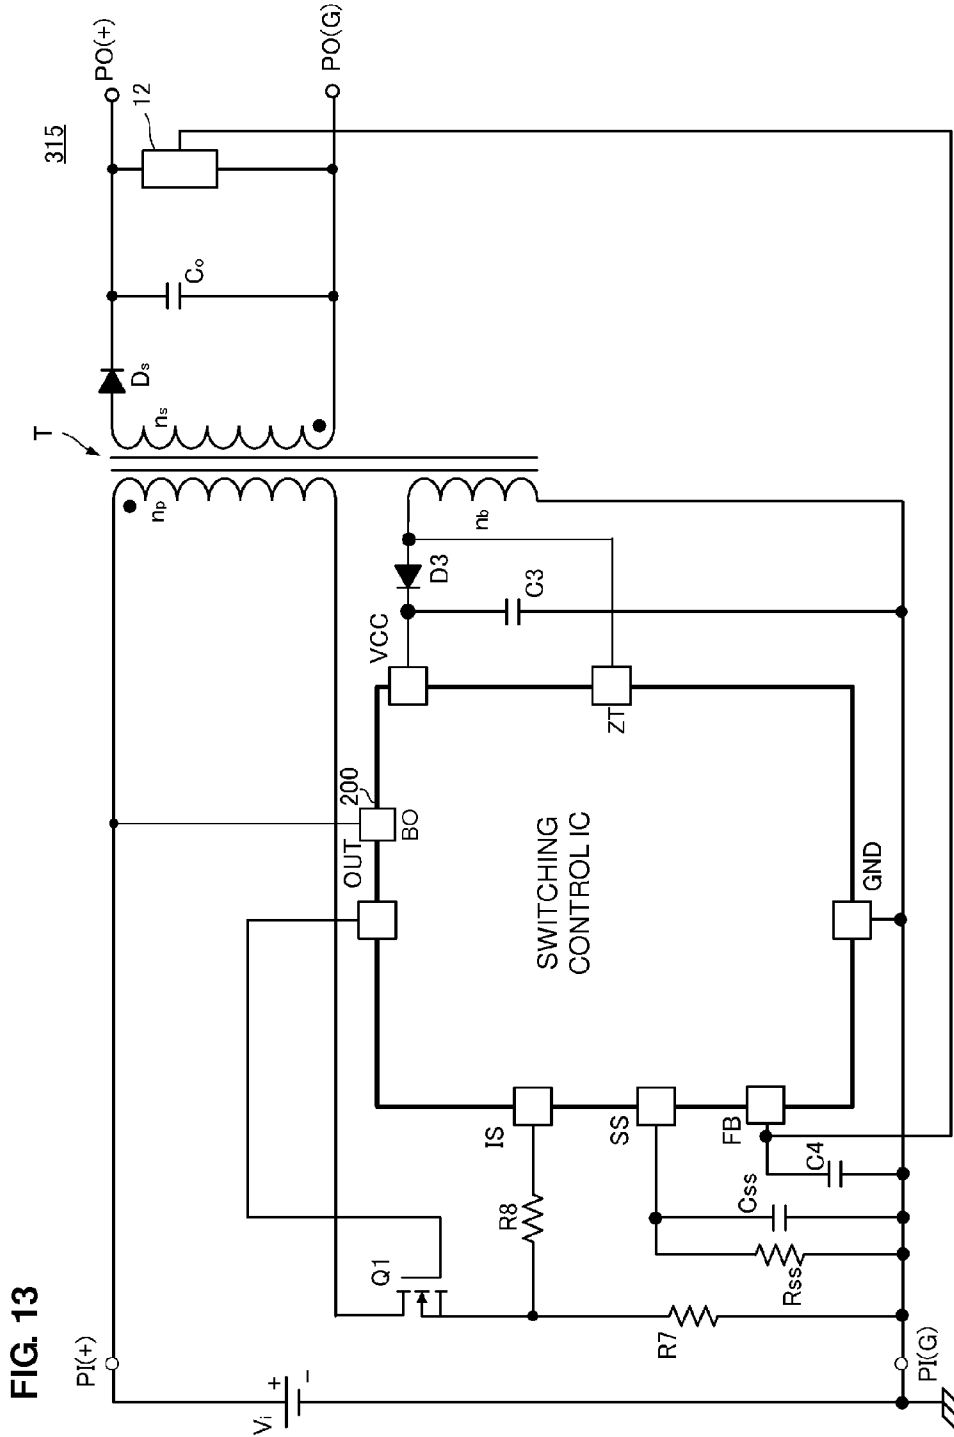 FIG. 13
315
PI(+)
Vi
+
−
PI(G)
T
np
ns
nb
Ds
Co
12
PO(+)
PO(G)
Q1
R7
R8
Rss
Css
C4
IS
SS
FB
OUT
200
BO
VCC
ZT
GND
SWITCHING
CONTROL IC
D3
C3